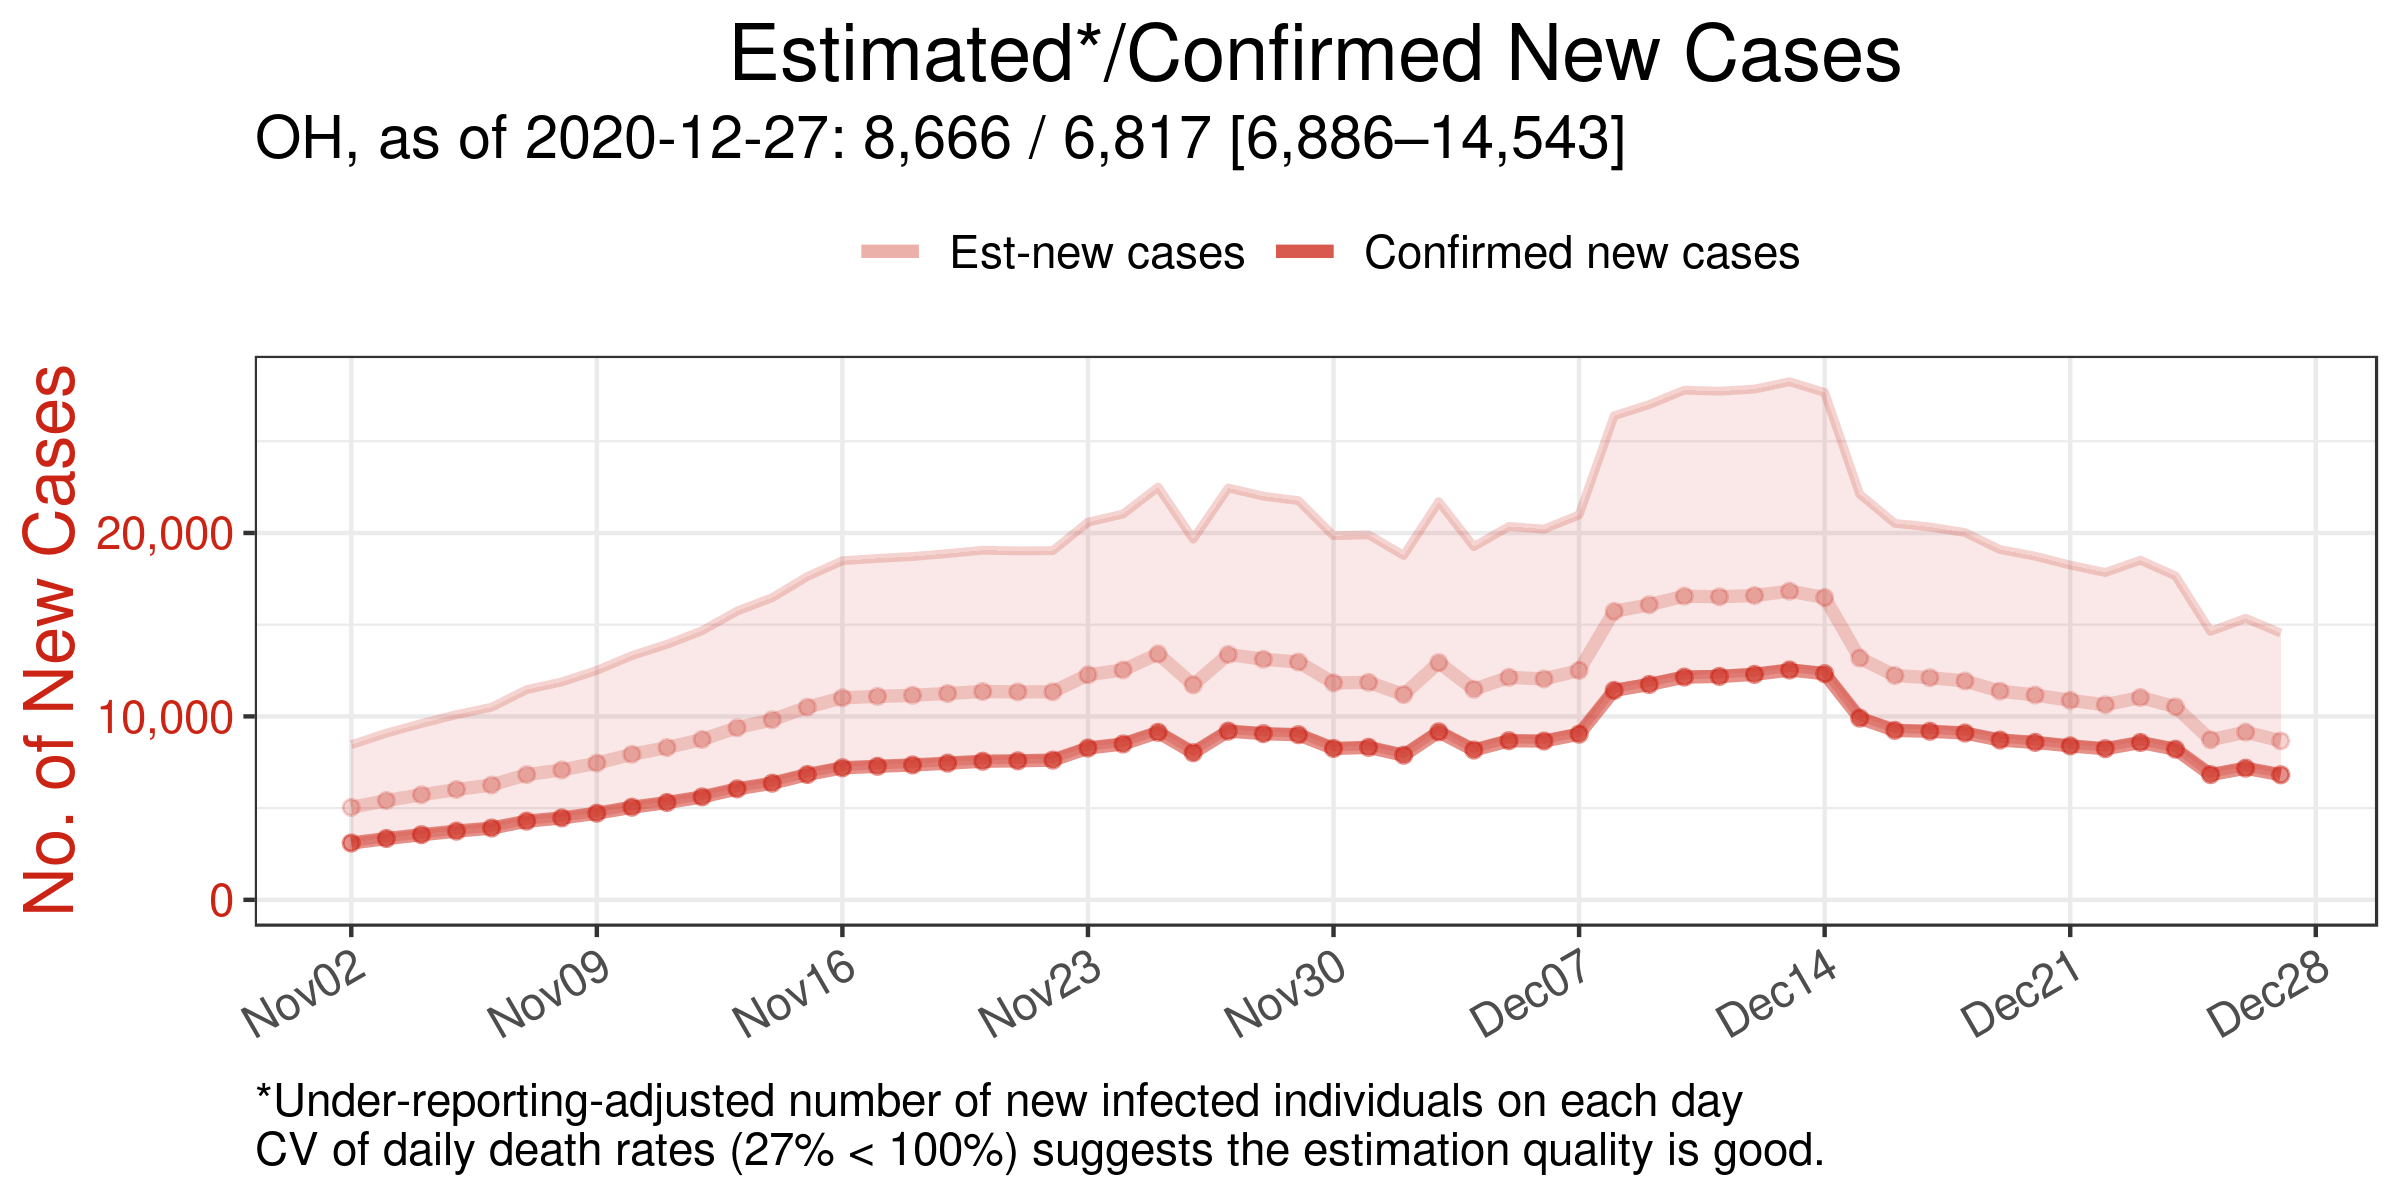 Estimated*/Confirmed New Cases
OH, as of 2020-12-27: 8,666 / 6,817 [6,886–14,543]
Est-new cases
Confirmed new cases
No. of New Cases
20,000
10,000
0
Nov02
Nov09
Nov16
Nov23
Nov30
Dec07
Dec14
Dec21
Dec28
*Under-reporting-adjusted number of new infected individuals on each day
CV of daily death rates (27% < 100%) suggests the estimation quality is good.